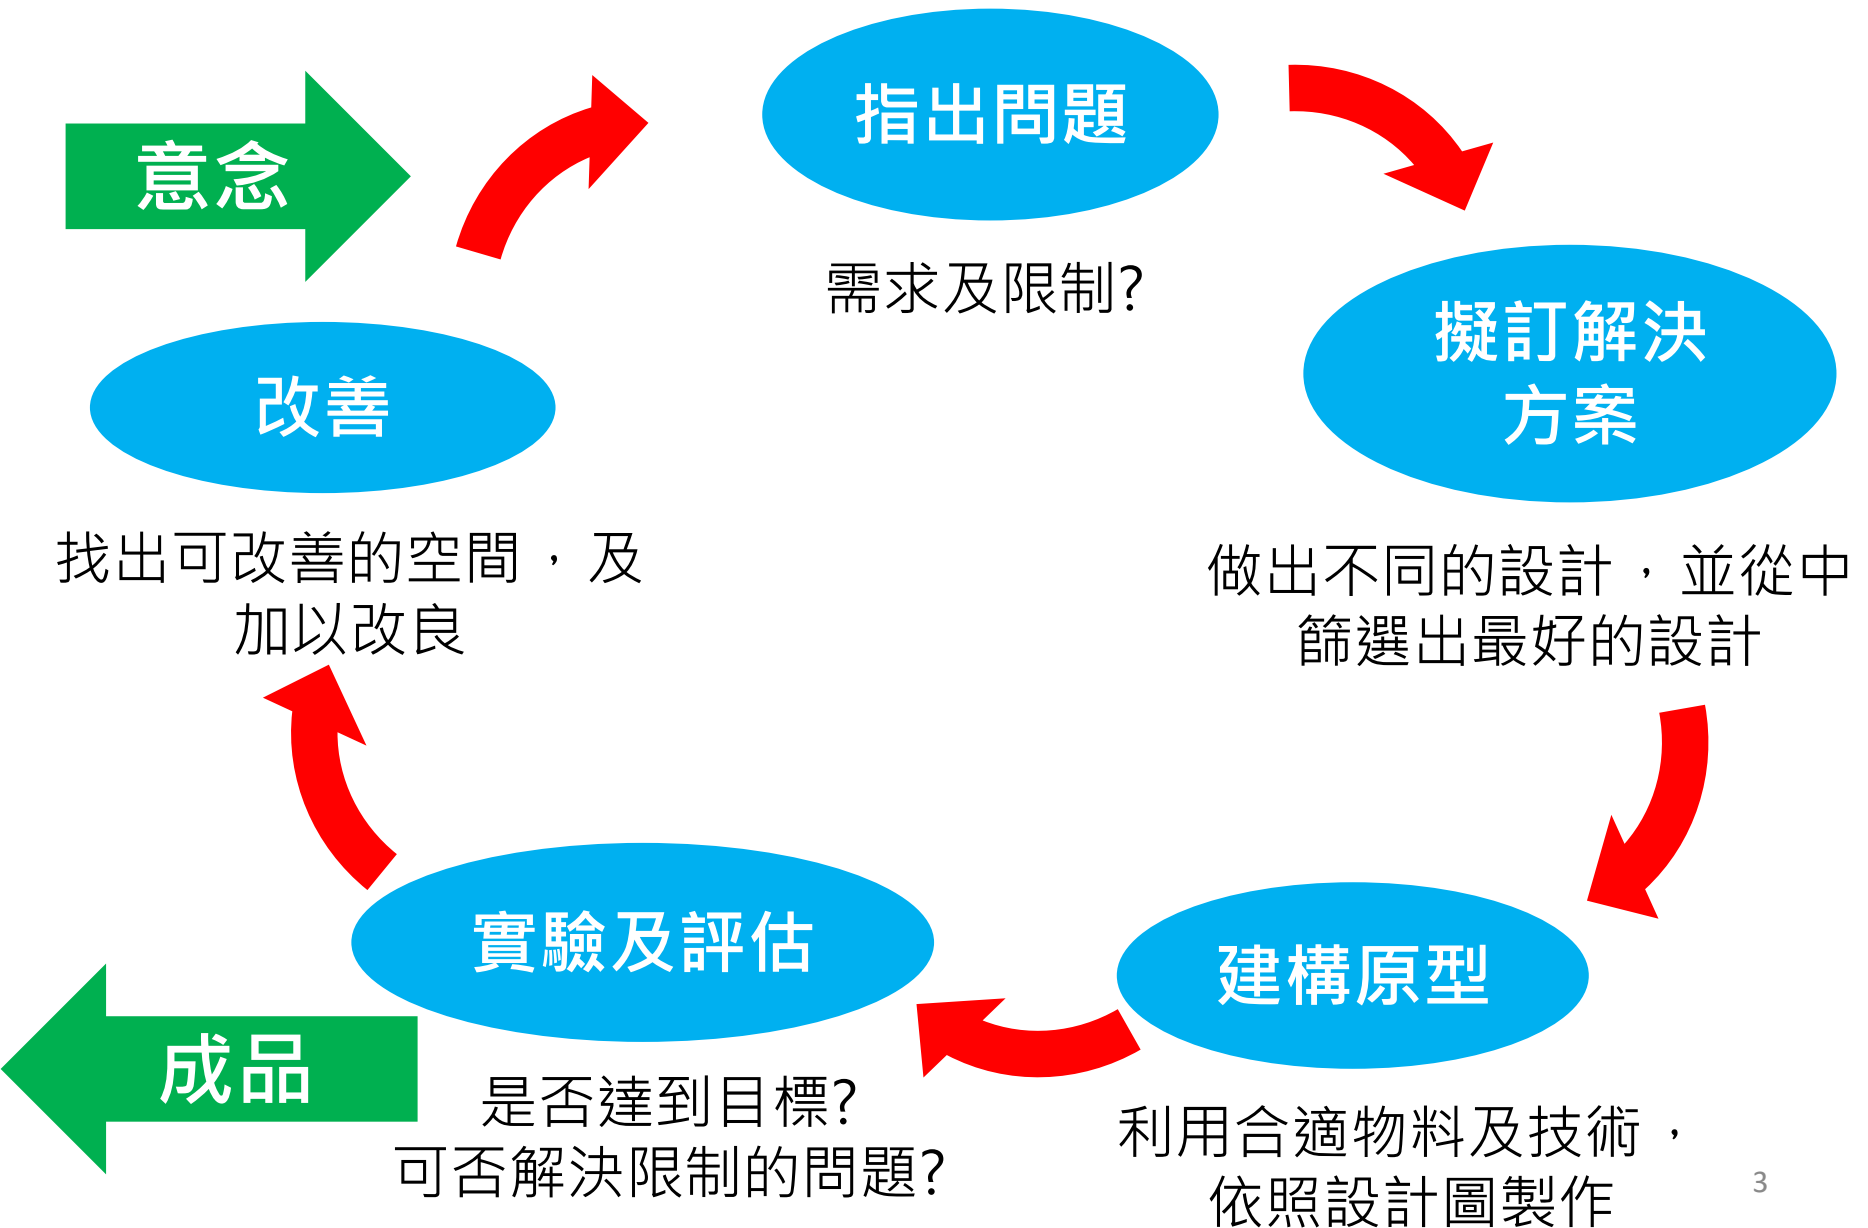 意念
指出問題
需求及限制?
擬訂解決
方案
做出不同的設計，並從中
篩選出最好的設計
建構原型
利用合適物料及技術，
依照設計圖製作
實驗及評估
是否達到目標?
可否解決限制的問題?
成品
改善
找出可改善的空間，及
加以改良
3